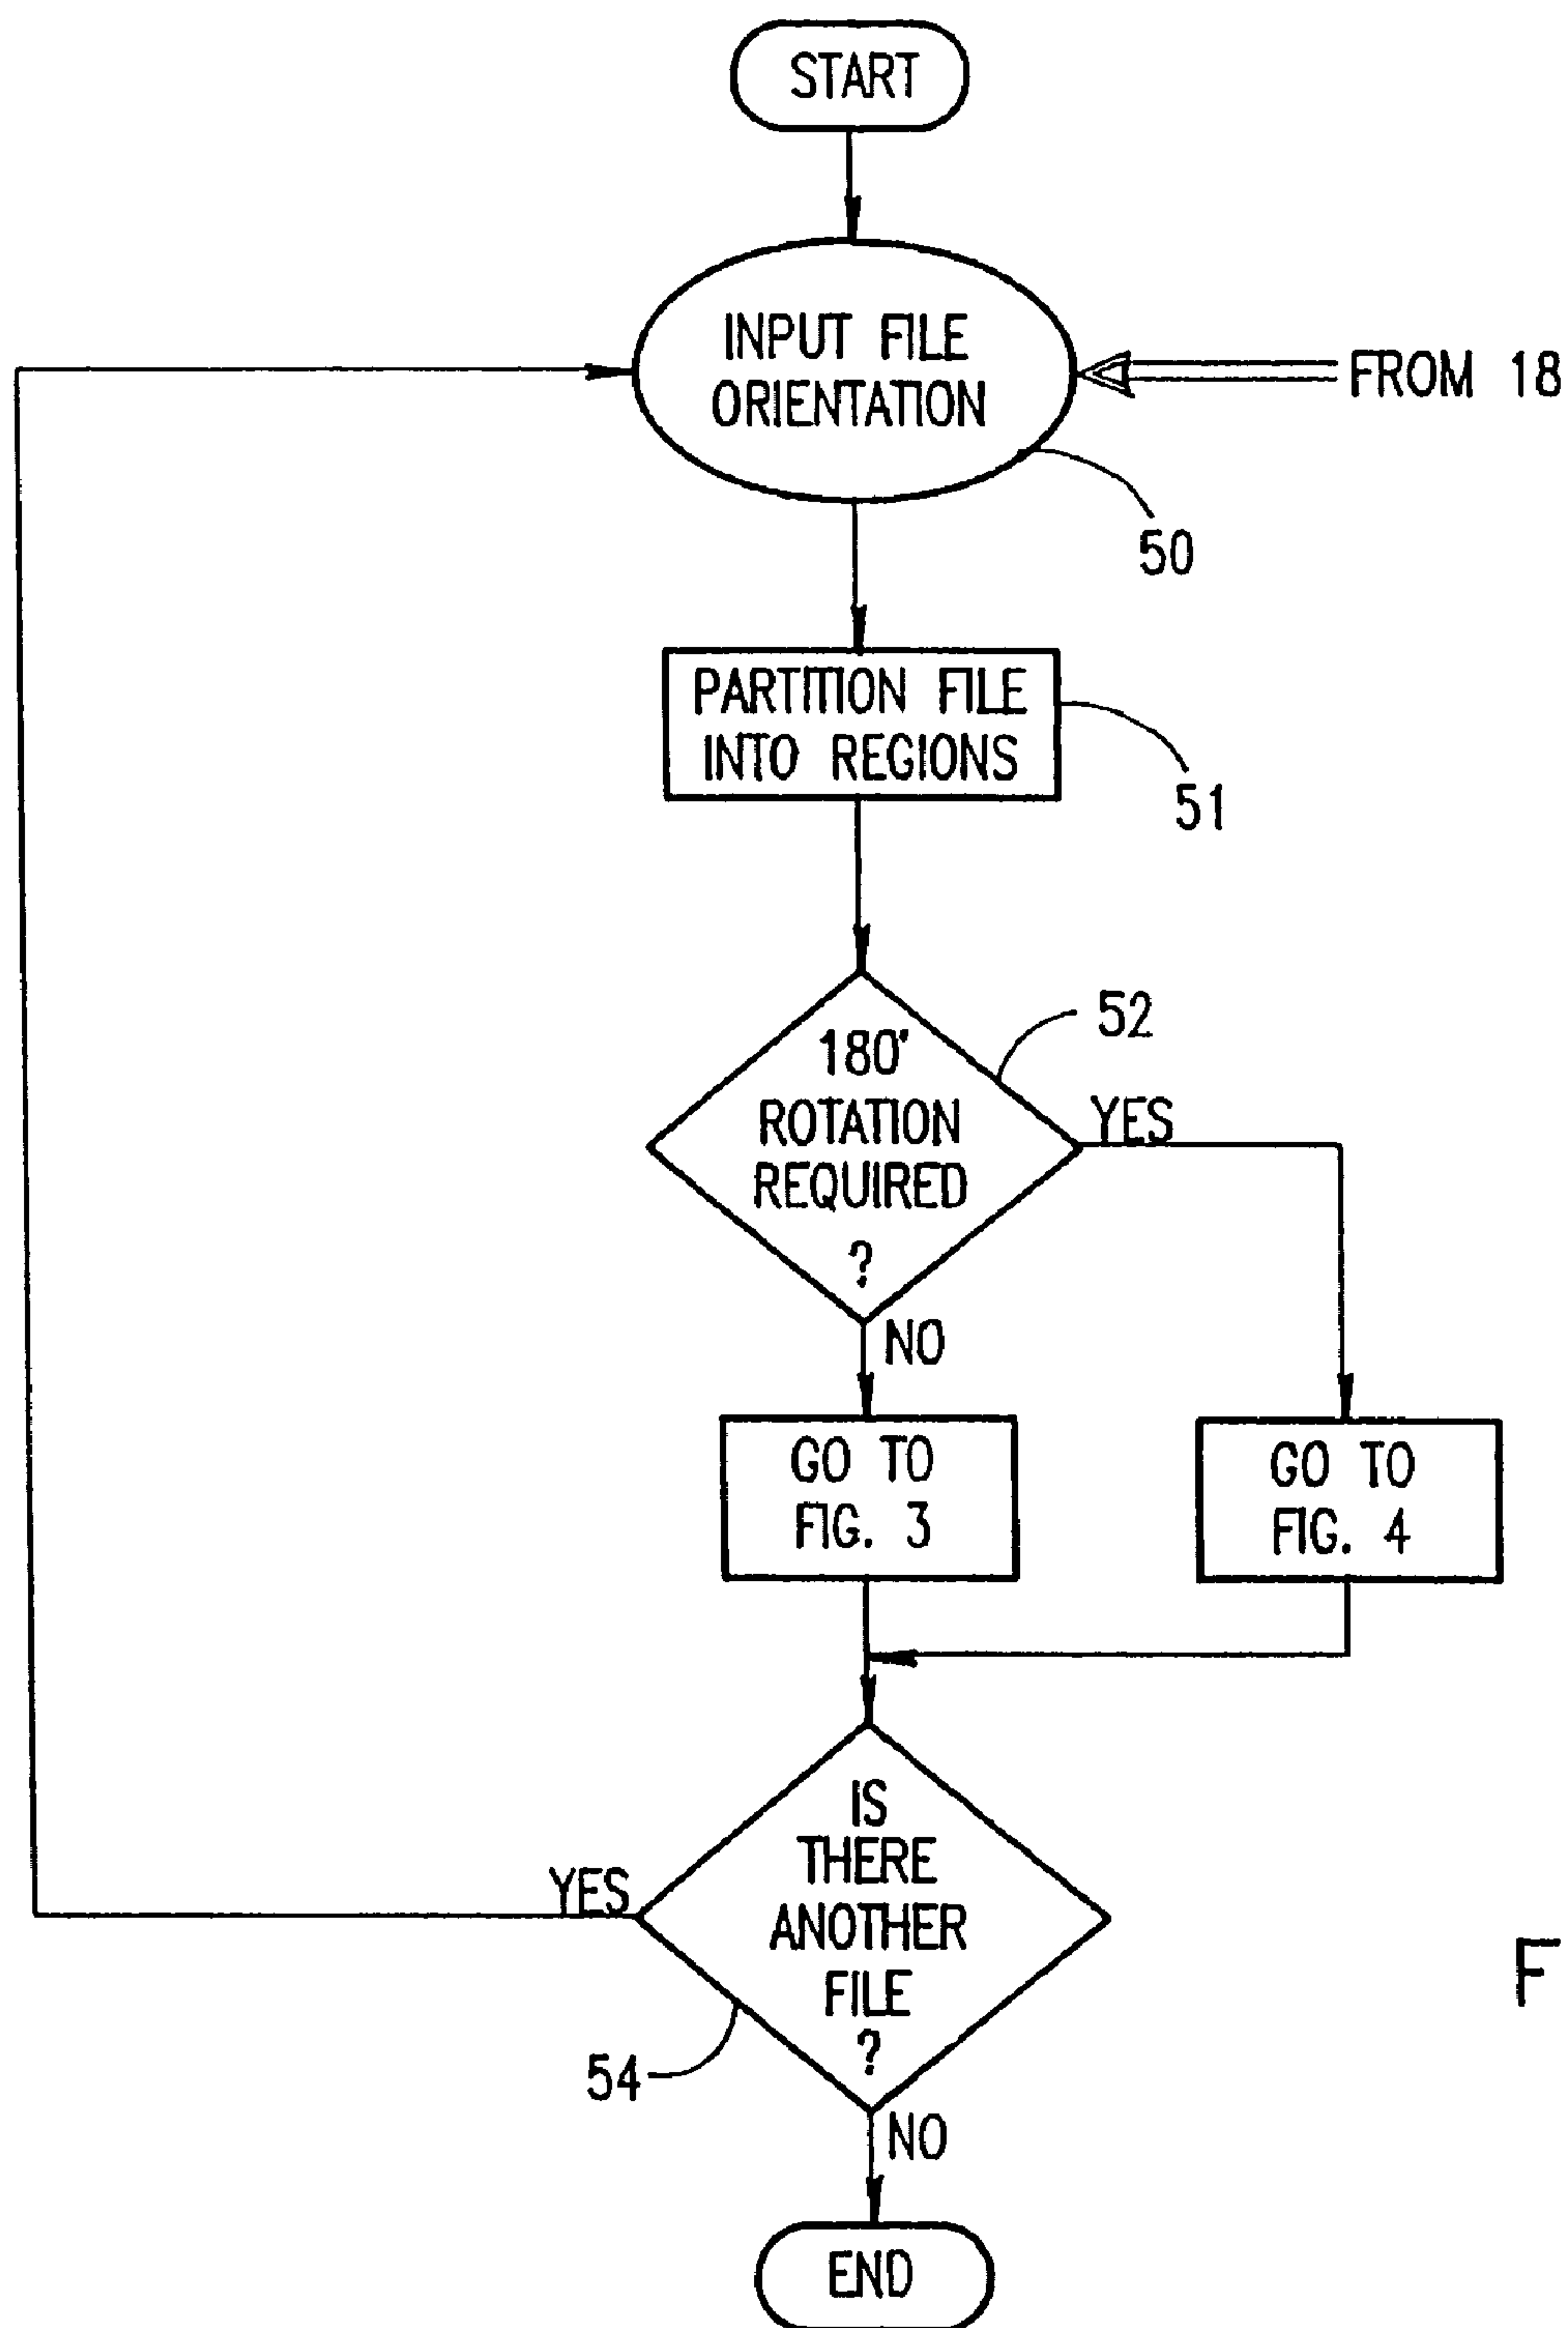 START
INPUT FILE
ORIENTATION
FROM 18
50
PARTITION FILE
INTO REGIONS
51
180°
ROTATION
REQUIRED
?
52
YES
NO
GO TO
FIG. 3
GO TO
FIG. 4
IS
THERE
ANOTHER
FILE
?
YES
54
NO
END
F